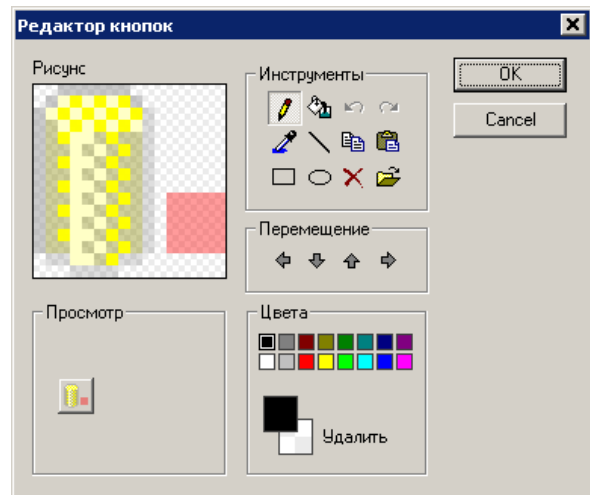 Редактор кнопок
Рисунс
Инструменты
OK
Cancel
Перемещение
Просмотр
Цвета
Удалить